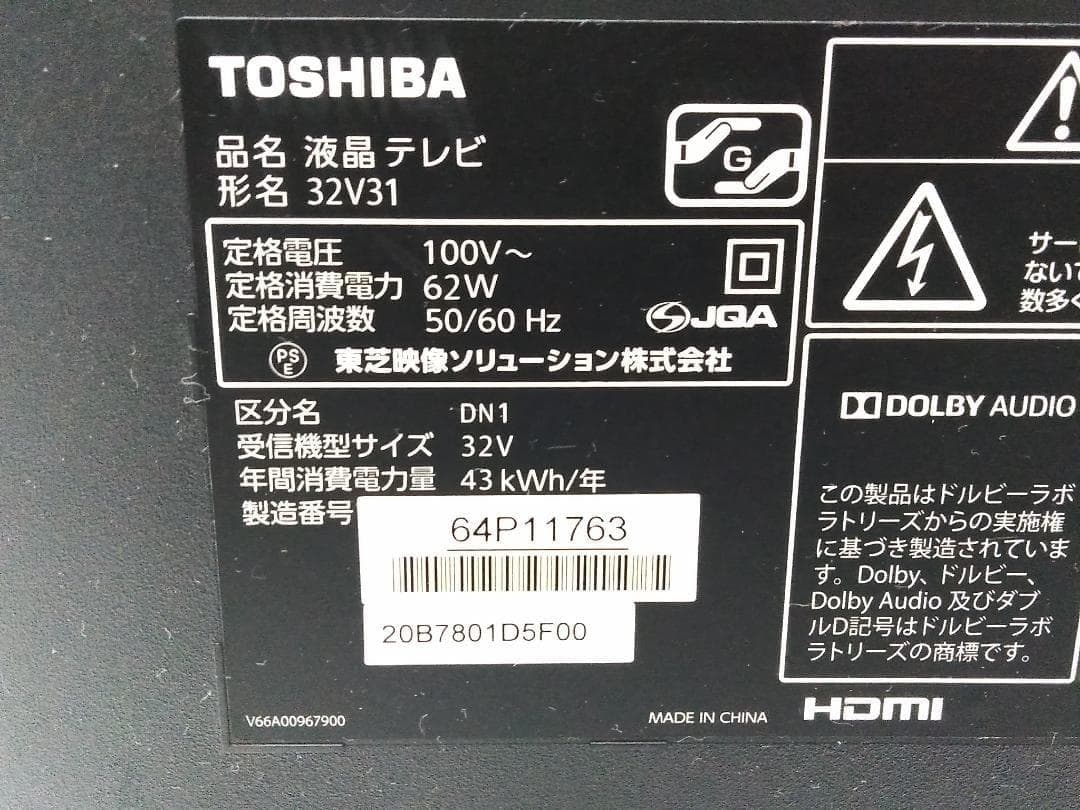 TOSHIBA
品名 液晶テレビ
形名 32V31
G
定格電圧 100V～
定格消費電力 62W
定格周波数 50/60 Hz
JQA
PSE 東芝映像ソリューション株式会社
区分名 DN1
受信機型サイズ 32V
年間消費電力量 43 kWh/年
製造番号
64P11763
20B7801D5F00
V66A00967900
MADE IN CHINA
サー
ないで
数多く
DOLBY AUDIO
この製品はドルビーラボ
ラトリーズからの実施権
に基づき製造されていま
す。Dolby、ドルビー、
Dolby Audio 及びダブ
ルD記号はドルビーラボ
ラトリーズの商標です。
HDMI